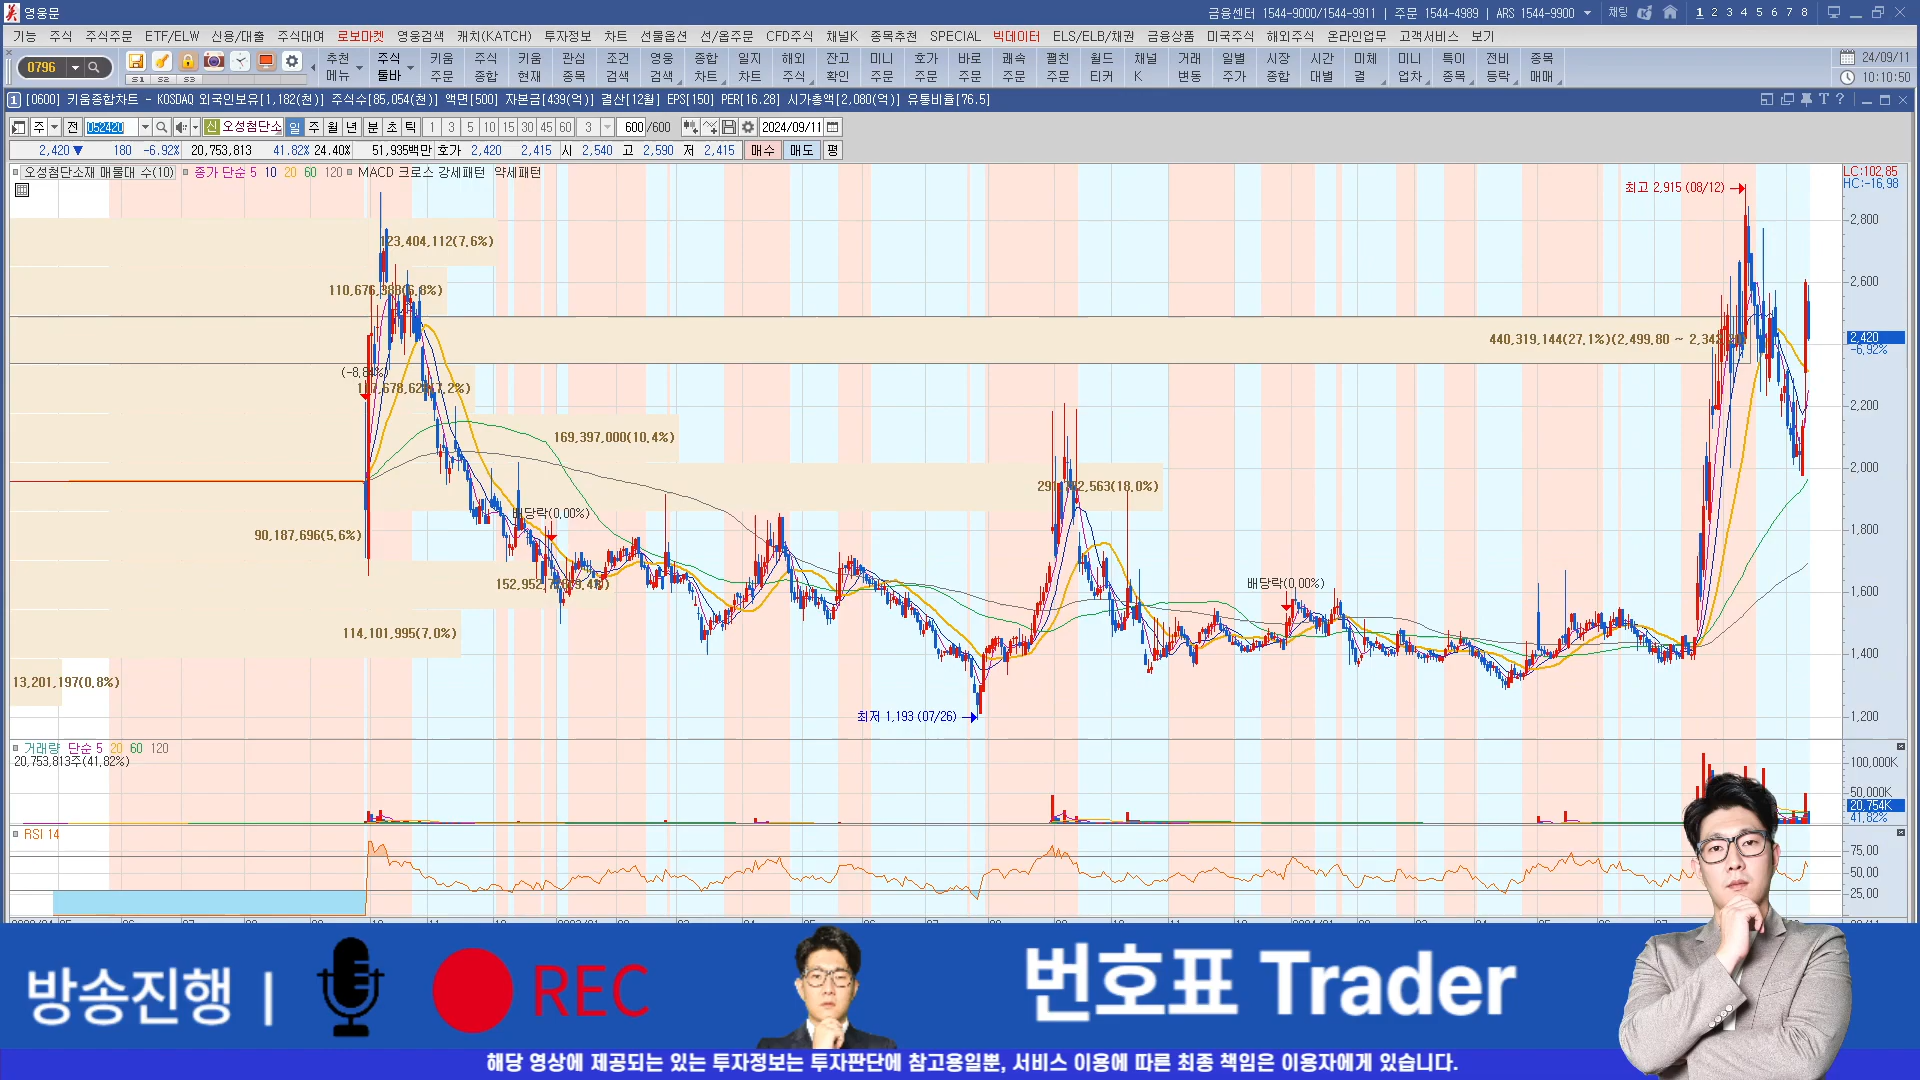 영웅문
금융센터 1544-9000/1544-9911 | 주문 1544-4989 | ARS 1544-9900 채팅 1 2 3 4 5 6 7 8
기능 주식 주식주문 ETF/ELW 신용/대출 주식대여 로보마켓 영웅검색 캐치(KATCH) 투자정보 차트 선물옵션 선/옵주문 CFD주식 채널K 종목추천 SPECIAL 빅데이터 ELS/ELB/채권 금융상품 미국주식 해외주식 온라인업무 고객서비스 보기
0796 S1 S2 S3
추천 주식 키움 주식 키움 관심 조건 영웅 종합 일지 해외 잔고 미니 호가 바로 쾌속 펼친 월드 채널 거래 일별 시장 시간 미체 미니 특이 전비 종목
메뉴 툴바 주문 종합 현재 종목 검색 검색 차트 차트 주식 확인 주문 주문 주문 주문 주문 티커 K 변동 주가 종합 대별 결 업차 종목 등락 매매
24/09/11
10:10:50
1 [0600] 키움종합차트 - KOSDAQ 외국인보유[1,182(천)] 주식수[85,054(천)] 액면[500] 자본금[439(억)] 결산[12월] EPS[150] PER[16.28] 시가총액[2,080(억)] 유통비율[76.5]
주 전 052420 신 오성첨단소 일 주 월 년 분 초 틱 1 3 5 10 15 30 45 60 3 600 /600 2024/09/11
2,420 ▼ 180 -6.92% 20,753,813 41.82% 24.40% 51,935백만 호가 2,420 2,415 시 2,540 고 2,590 저 2,415 매수 매도 평
오성첨단소재 매물대 수(10) 종가 단순 5 10 20 60 120 MACD 크로스 강세패턴 약세패턴
LC:102,85
HC:-16,98
최고 2,915 (08/12)
2,800
123,404,112(7.6%)
2,600
110,676,388(6.8%)
440,319,144(27.1%)(2,499.80 ~
2,420
-6,92%
2,200
169,397,000(10.4%)
2,000
(18.0%)
배당락(0,00%)
90,187,696(5.6%)
1,800
배당락(0,00%)
1,600
114,101,995(7.0%)
1,400
13,201,197(0.8%)
최저 1,193 (07/26)
1,200
거래량 단순 5 20 60 120
20,753,813주(41,82%)
100,000K
50,000K
20,754K
41,82%
RSI 14
75,00
50,00
25,00
방송진행 | REC 번호표 Trader
해당 영상에 제공되는 있는 투자정보는 투자판단에 참고용일뿐, 서비스 이용에 따른 최종 책임은 이용자에게 있습니다.